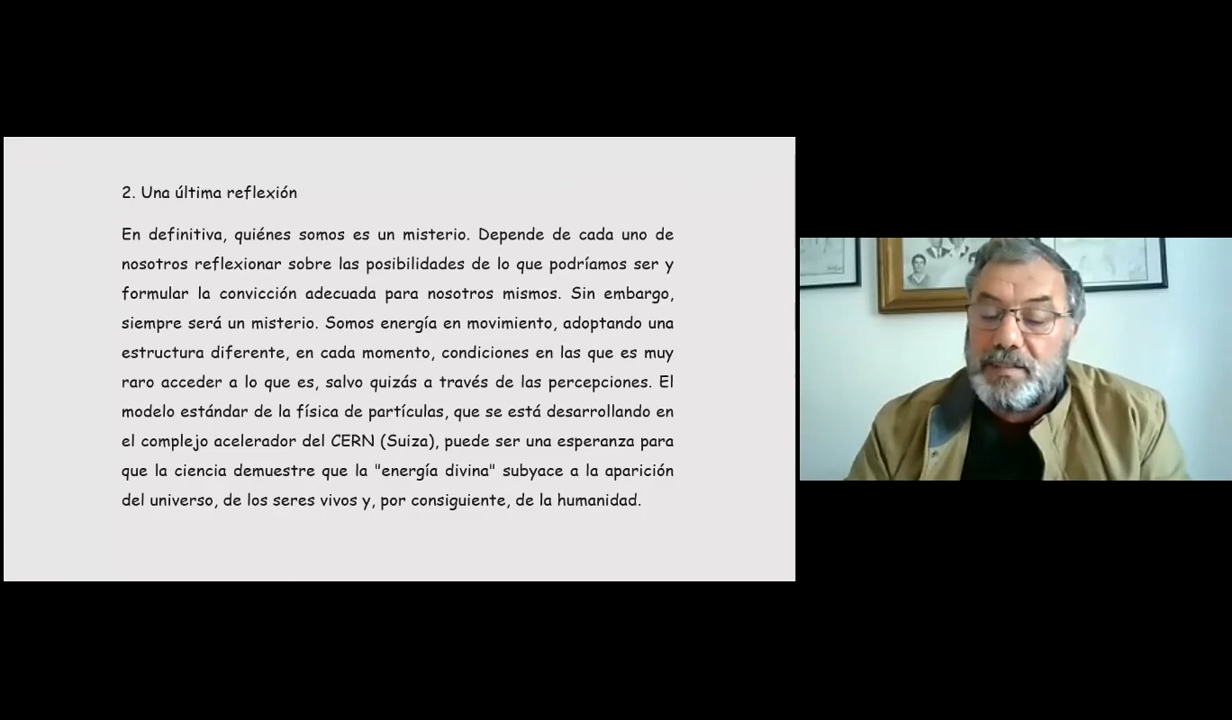 2. Una última reflexión
En definitiva, quiénes somos es un misterio. Depende de cada uno de
nosotros reflexionar sobre las posibilidades de lo que podríamos ser y
formular la convicción adecuada para nosotros mismos. Sin embargo,
siempre será un misterio. Somos energía en movimiento, adoptando una
estructura diferente, en cada momento, condiciones en las que es muy
raro acceder a lo que es, salvo quizás a través de las percepciones. El
modelo estándar de la física de partículas, que se está desarrollando en
el complejo acelerador del CERN (Suiza), puede ser una esperanza para
que la ciencia demuestre que la "energía divina" subyace a la aparición
del universo, de los seres vivos y, por consiguiente, de la humanidad.